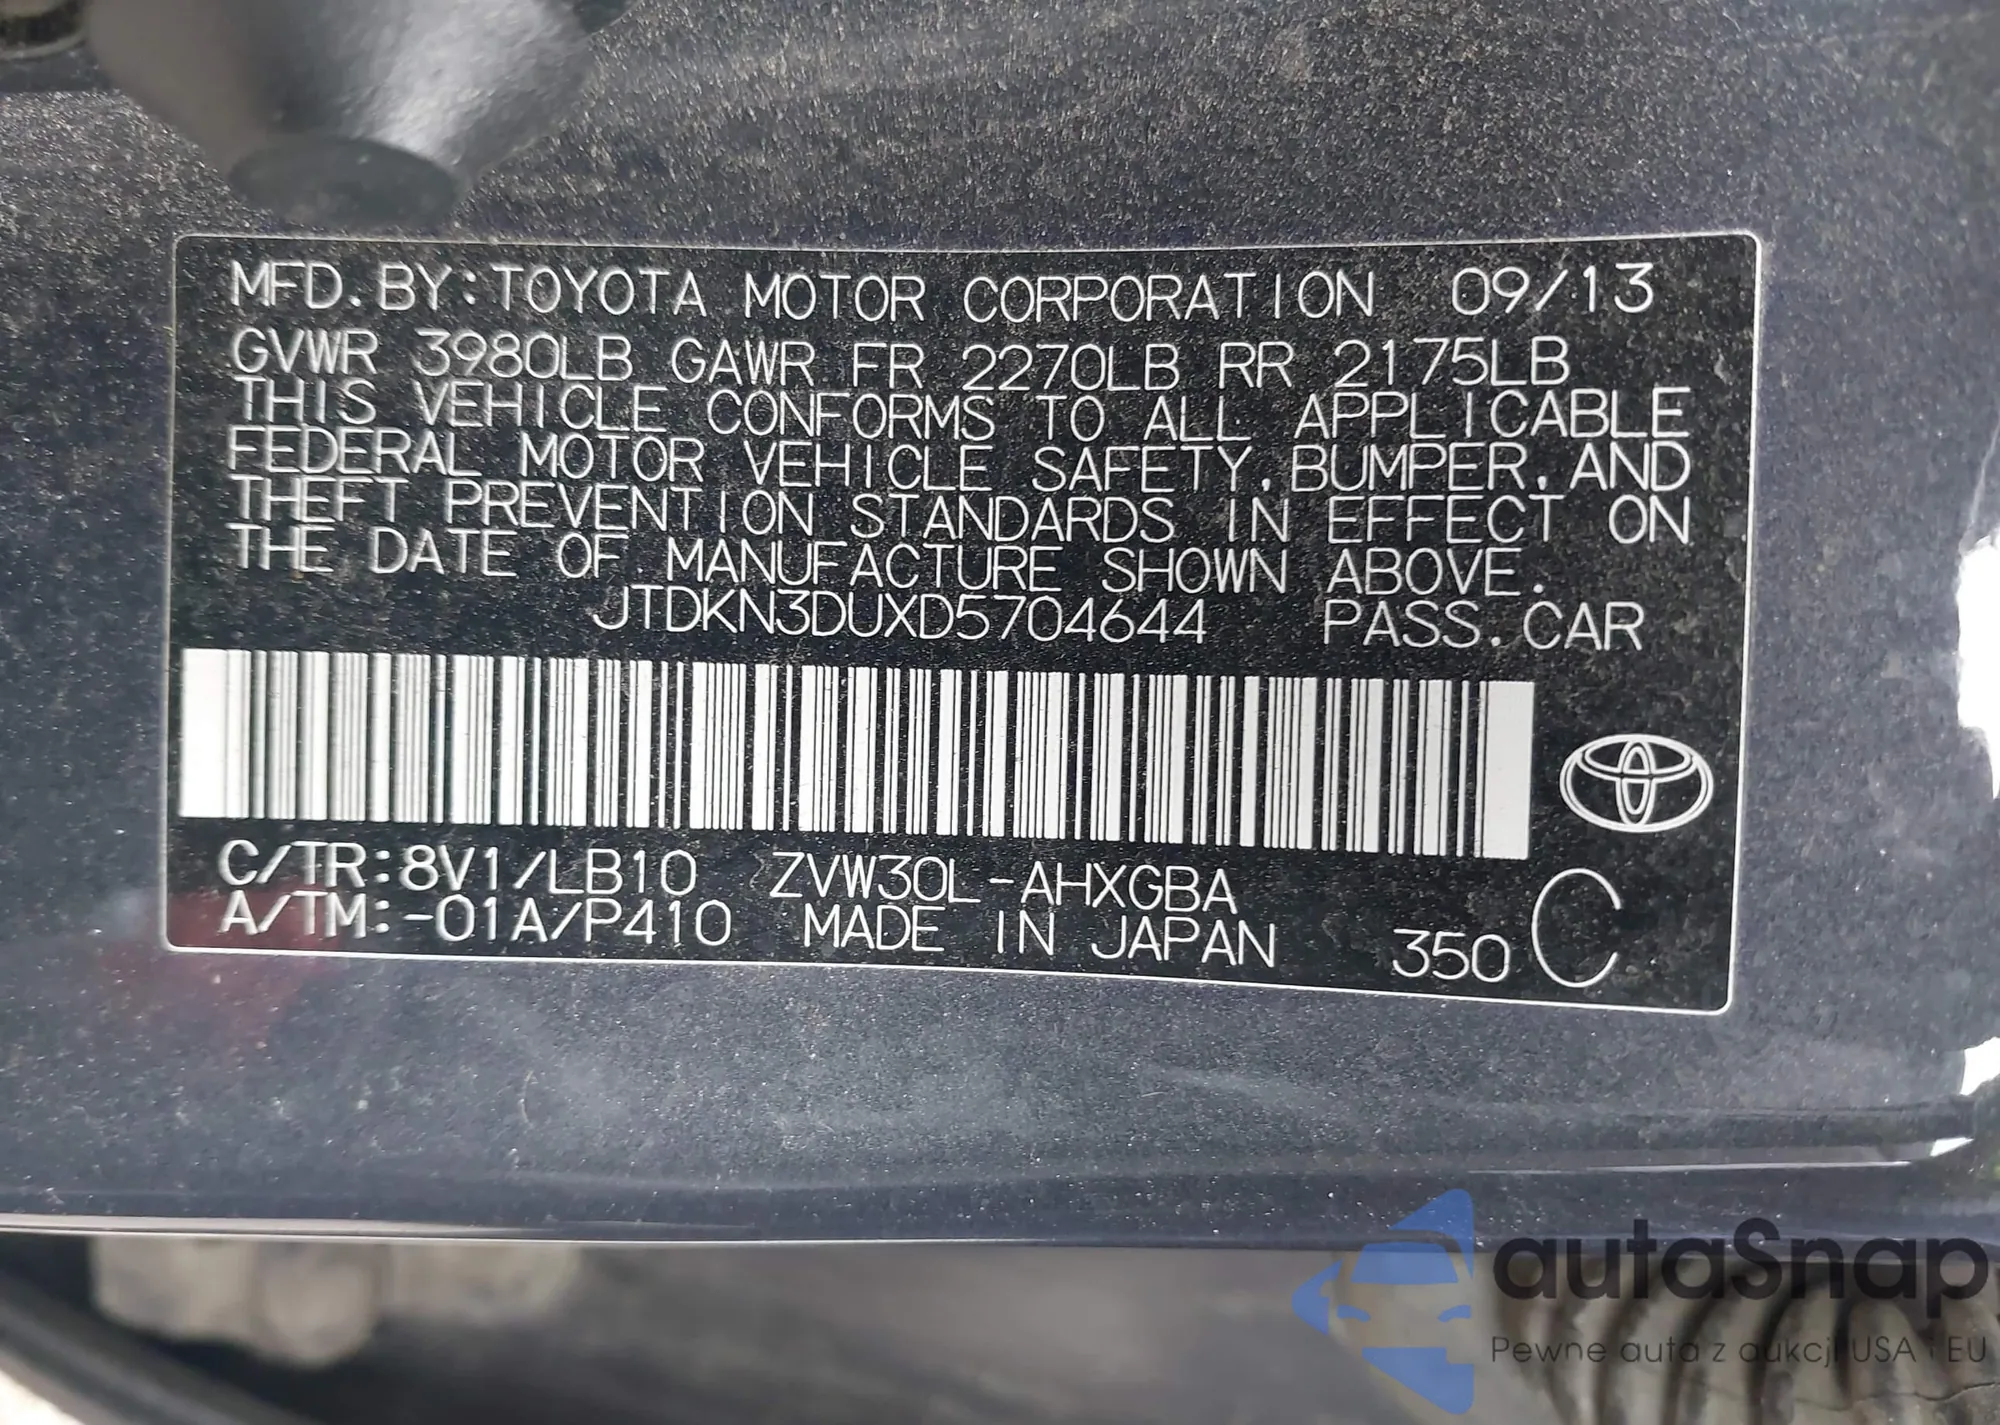 MFD. BY: TOYOTA MOTOR CORPORATION 09/13
GVWR 3980LB GAWR FR 2270LB RR 2175LB
THIS VEHICLE CONFORMS TO ALL APPLICABLE
FEDERAL MOTOR VEHICLE SAFETY, BUMPER, AND
THEFT PREVENTION STANDARDS IN EFFECT ON
THE DATE OF MANUFACTURE SHOWN ABOVE.
JTDKN3DUXD5704644 PASS. CAR
C/TR:8V1/LB10 ZVW30L-AHXGBA
A/TM:-01A/P410 MADE IN JAPAN 350 C
autaSnap
Pewne auta z aukcji USA i EU